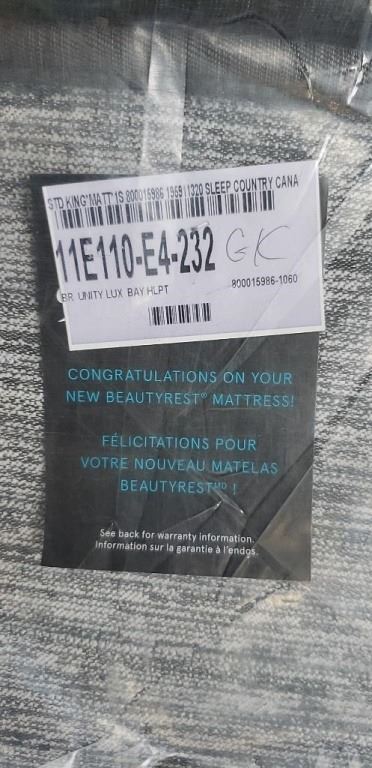 STD KING"MATT"1S 800015986 1959 11320 SLEEP COUNTRY CANA
11E110-E4-232 GK
BR UNITY LUX BAY HLPT 800015986-1060
CONGRATULATIONS ON YOUR
NEW BEAUTYREST® MATTRESS!
FÉLICITATIONS POUR
VOTRE NOUVEAU MATELAS
BEAUTYREST MD !
See back for warranty information.
Information sur la garantie à l'endos.